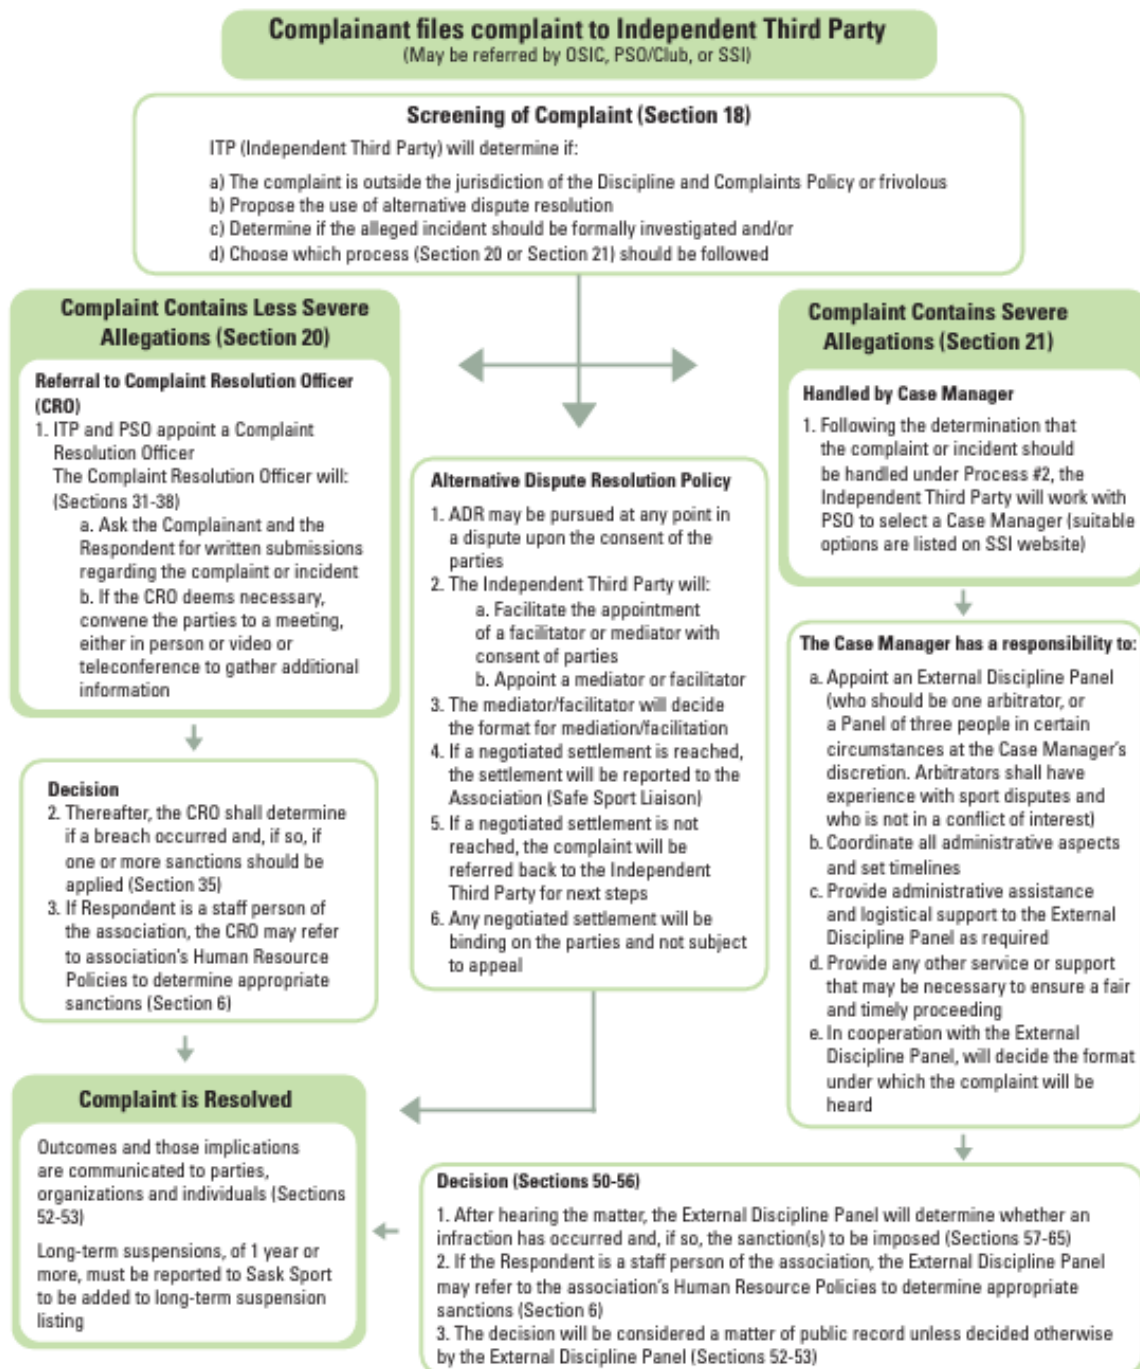 Complainant files complaint to Independent Third Party
(May be referred by OSIC, PSO/Club, or SSI)
Screening of Complaint (Section 18)
ITP (Independent Third Party) will determine if:
a) The complaint is outside the jurisdiction of the Discipline and Complaints Policy or frivolous
b) Propose the use of alternative dispute resolution
c) Determine if the alleged incident should be formally investigated and/or
d) Choose which process (Section 20 or Section 21) should be followed
Complaint Contains Less Severe
Allegations (Section 20)
Referral to Complaint Resolution Officer
(CRO)
1. ITP and PSO appoint a Complaint
Resolution Officer
The Complaint Resolution Officer will:
(Sections 31-38)
a. Ask the Complainant and the
Respondent for written submissions
regarding the complaint or incident
b. If the CRO deems necessary,
convene the parties to a meeting,
either in person or video or
teleconference to gather additional
information
Decision
2. Thereafter, the CRO shall determine
if a breach occurred and, if so, if
one or more sanctions should be
applied (Section 35)
3. If Respondent is a staff person of
the association, the CRO may refer
to association's Human Resource
Policies to determine appropriate
sanctions (Section 6)
Alternative Dispute Resolution Policy
1. ADR may be pursued at any point in
a dispute upon the consent of the
parties
2. The Independent Third Party will:
a. Facilitate the appointment
of a facilitator or mediator with
consent of parties
b. Appoint a mediator or facilitator
3. The mediator/facilitator will decide
the format for mediation/facilitation
4. If a negotiated settlement is reached,
the settlement will be reported to the
Association (Safe Sport Liaison)
5. If a negotiated settlement is not
reached, the complaint will be
referred back to the Independent
Third Party for next steps
6. Any negotiated settlement will be
binding on the parties and not subject
to appeal
Complaint Contains Severe
Allegations (Section 21)
Handled by Case Manager
1. Following the determination that
the complaint or incident should
be handled under Process #2, the
Independent Third Party will work with
PSO to select a Case Manager (suitable
options are listed on SSI website)
The Case Manager has a responsibility to:
a. Appoint an External Discipline Panel
(who should be one arbitrator, or
a Panel of three people in certain
circumstances at the Case Manager's
discretion. Arbitrators shall have
experience with sport disputes and
who is not in a conflict of interest)
b. Coordinate all administrative aspects
and set timelines
c. Provide administrative assistance
and logistical support to the External
Discipline Panel as required
d. Provide any other service or support
that may be necessary to ensure a fair
and timely proceeding
e. In cooperation with the External
Discipline Panel, will decide the format
under which the complaint will be
heard
Decision (Sections 50-56)
1. After hearing the matter, the External Discipline Panel will determine whether an
infraction has occurred and, if so, the sanction(s) to be imposed (Sections 57-65)
2. If the Respondent is a staff person of the association, the External Discipline Panel
may refer to the association's Human Resource Policies to determine appropriate
sanctions (Section 6)
3. The decision will be considered a matter of public record unless decided otherwise
by the External Discipline Panel (Sections 52-53)
Complaint is Resolved
Outcomes and those implications
are communicated to parties,
organizations and individuals (Sections
52-53)
Long-term suspensions, of 1 year or
more, must be reported to Sask Sport
to be added to long-term suspension
listing